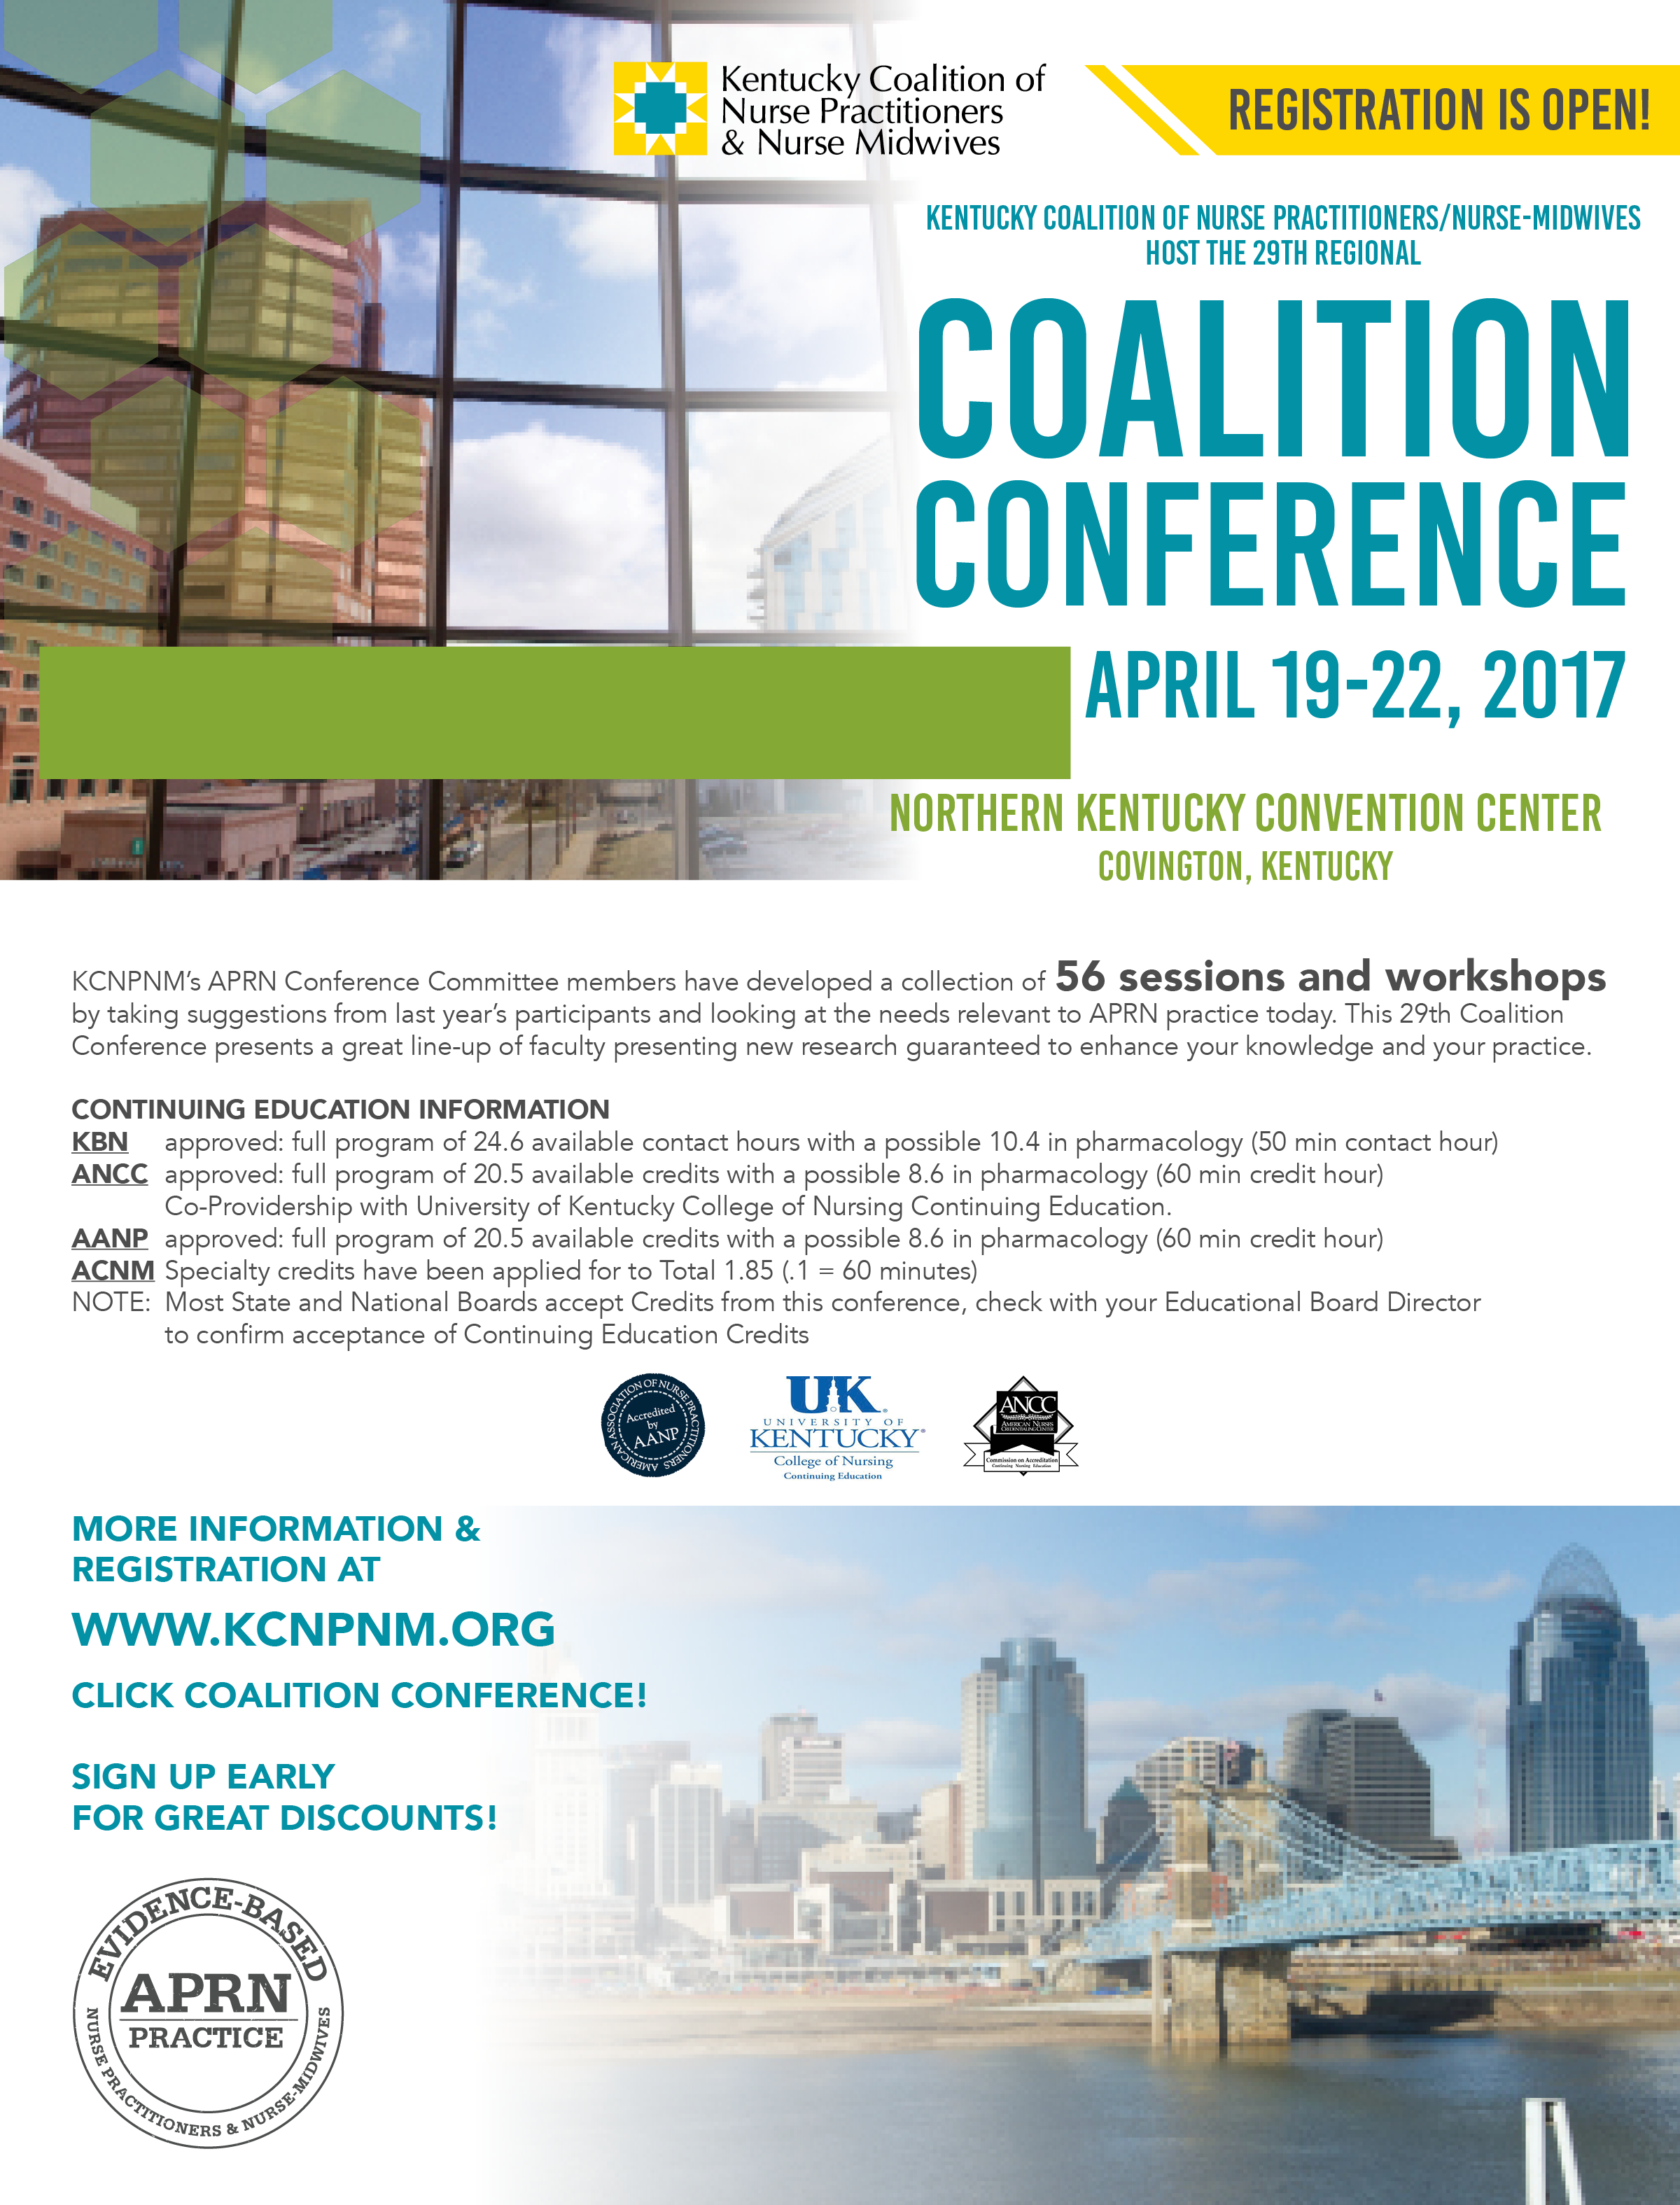 Kentucky Coalition of
Nurse Practitioners
& Nurse Midwives
REGISTRATION IS OPEN!
KENTUCKY COALITION OF NURSE PRACTITIONERS/NURSE-MIDWIVES
HOST THE 29TH REGIONAL
COALITION
CONFERENCE
APRIL 19-22, 2017
NORTHERN KENTUCKY CONVENTION CENTER
COVINGTON, KENTUCKY
KCNPNM’s APRN Conference Committee members have developed a collection of 56 sessions and workshops
by taking suggestions from last year’s participants and looking at the needs relevant to APRN practice today. This 29th Coalition
Conference presents a great line-up of faculty presenting new research guaranteed to enhance your knowledge and your practice.
CONTINUING EDUCATION INFORMATION
KBN approved: full program of 24.6 available contact hours with a possible 10.4 in pharmacology (50 min contact hour)
ANCC approved: full program of 20.5 available credits with a possible 8.6 in pharmacology (60 min credit hour)
Co-Providership with University of Kentucky College of Nursing Continuing Education.
AANP approved: full program of 20.5 available credits with a possible 8.6 in pharmacology (60 min credit hour)
ACNM Specialty credits have been applied for to Total 1.85 (.1 = 60 minutes)
NOTE: Most State and National Boards accept Credits from this conference, check with your Educational Board Director
to confirm acceptance of Continuing Education Credits
AMERICAN ASSOCIATION OF NURSE PRACTITIONERS
Accredited
by
AANP
UK®
UNIVERSITY OF
KENTUCKY®
College of Nursing
Continuing Education
ANCC
AMERICAN NURSES
CREDENTIALING CENTER
Commission on Accreditation
Continuing Nursing Education
MORE INFORMATION &
REGISTRATION AT
WWW.KCNPNM.ORG
CLICK COALITION CONFERENCE!
SIGN UP EARLY
FOR GREAT DISCOUNTS!
EVIDENCE-BASED
APRN
PRACTICE
NURSE PRACTITIONERS & NURSE-MIDWIVES